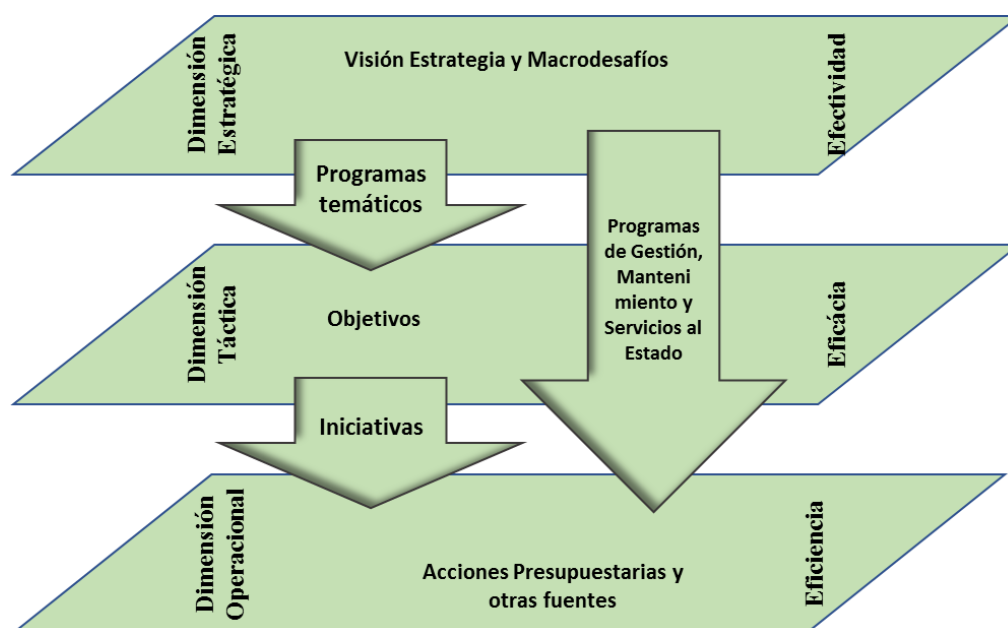 Dimensión
Estratégica
Visión Estrategia y Macrodesafíos
Efectividad
Programas
temáticos
Programas
de Gestión,
Manteni
miento y
Servicios al
Estado
Dimensión
Táctica
Objetivos
Eficácia
Iniciativas
Dimensión
Operacional
Acciones Presupuestarias y
otras fuentes
Eficiencia